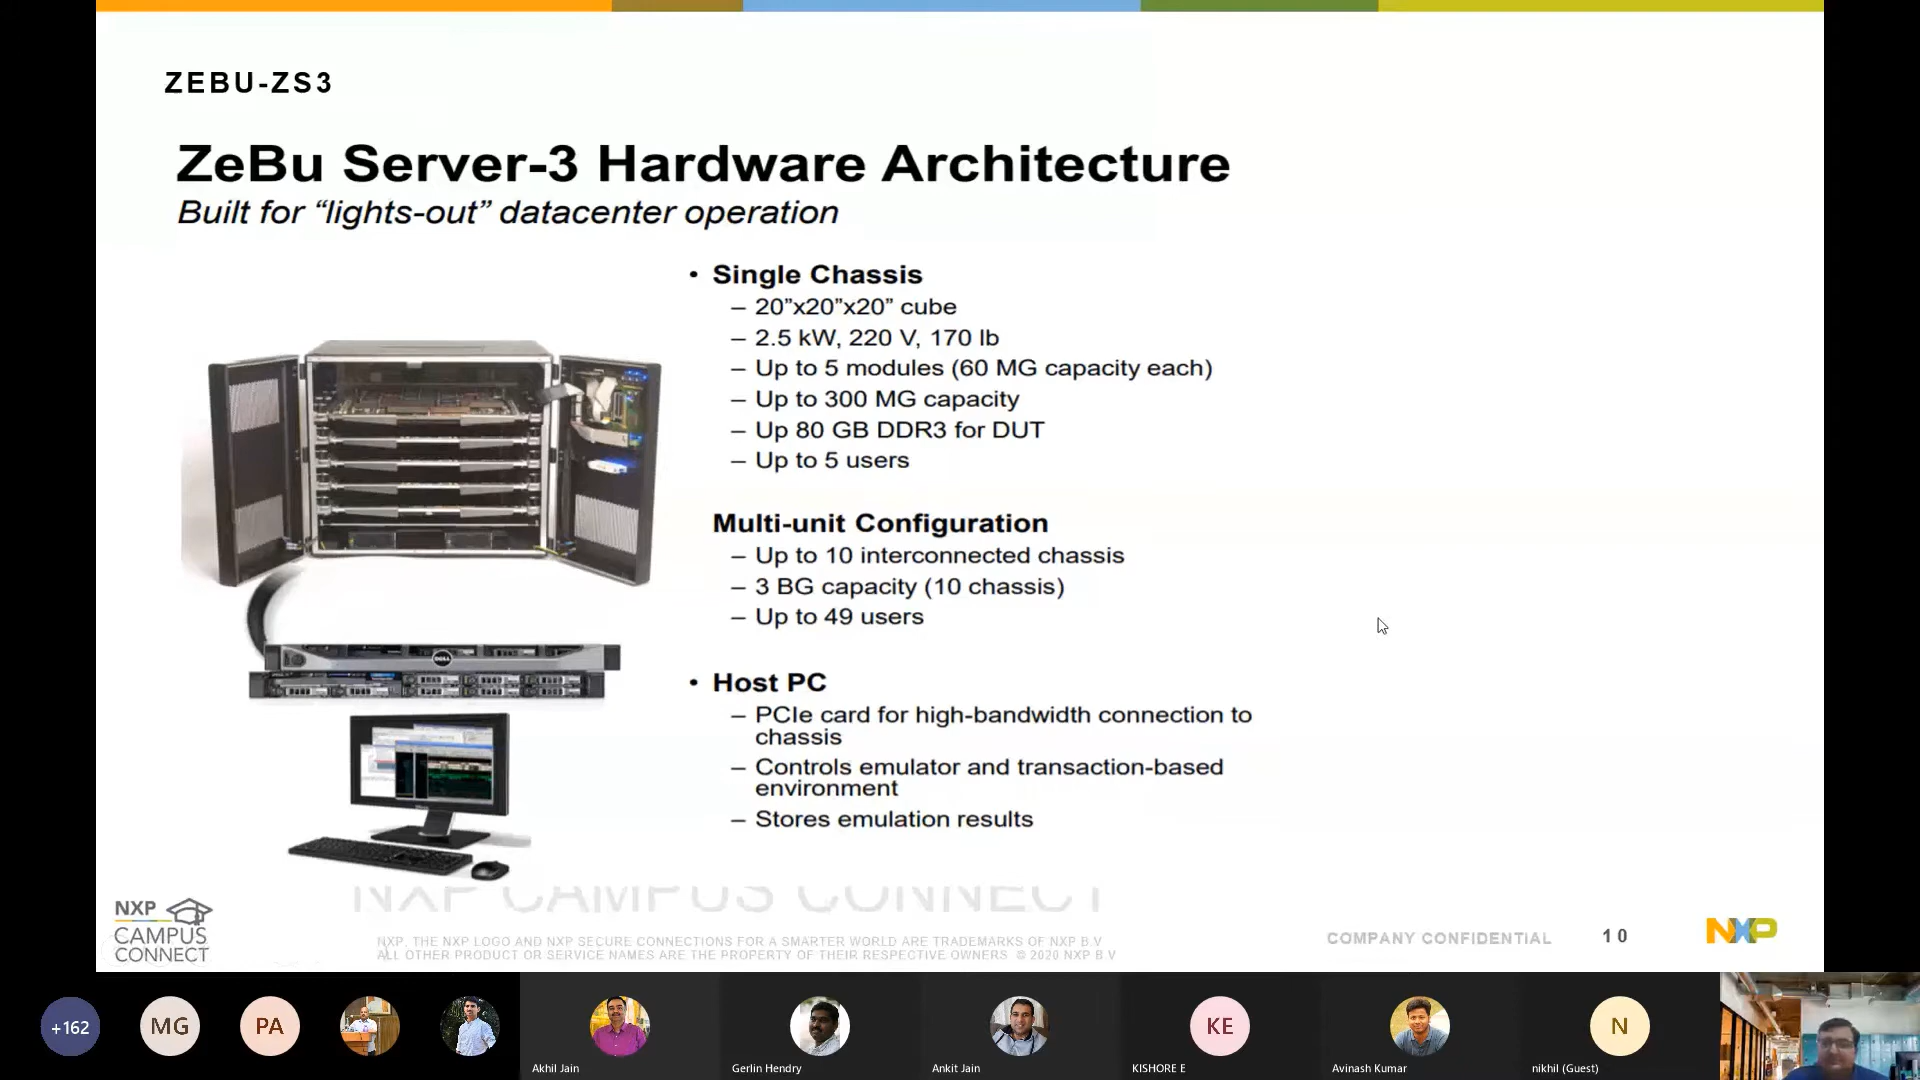 ZEBU-ZS3
ZeBu Server-3 Hardware Architecture
Built for “lights-out” datacenter operation
• Single Chassis
– 20”x20”x20” cube
– 2.5 kW, 220 V, 170 lb
– Up to 5 modules (60 MG capacity each)
– Up to 300 MG capacity
– Up 80 GB DDR3 for DUT
– Up to 5 users
Multi-unit Configuration
– Up to 10 interconnected chassis
– 3 BG capacity (10 chassis)
– Up to 49 users
• Host PC
– PCIe card for high-bandwidth connection to
chassis
– Controls emulator and transaction-based
environment
– Stores emulation results
DELL
NXP CAMPUS CONNECT
NXP
CAMPUS
CONNECT
NXP, THE NXP LOGO AND NXP SECURE CONNECTIONS FOR A SMARTER WORLD ARE TRADEMARKS OF NXP B.V
ALL OTHER PRODUCT OR SERVICE NAMES ARE THE PROPERTY OF THEIR RESPECTIVE OWNERS © 2020 NXP B V
COMPANY CONFIDENTIAL
10
NXP
+162
MG
PA
KE
N
Akhil Jain
Gerlin Hendry
Ankit Jain
KISHORE E
Avinash Kumar
nikhil (Guest)